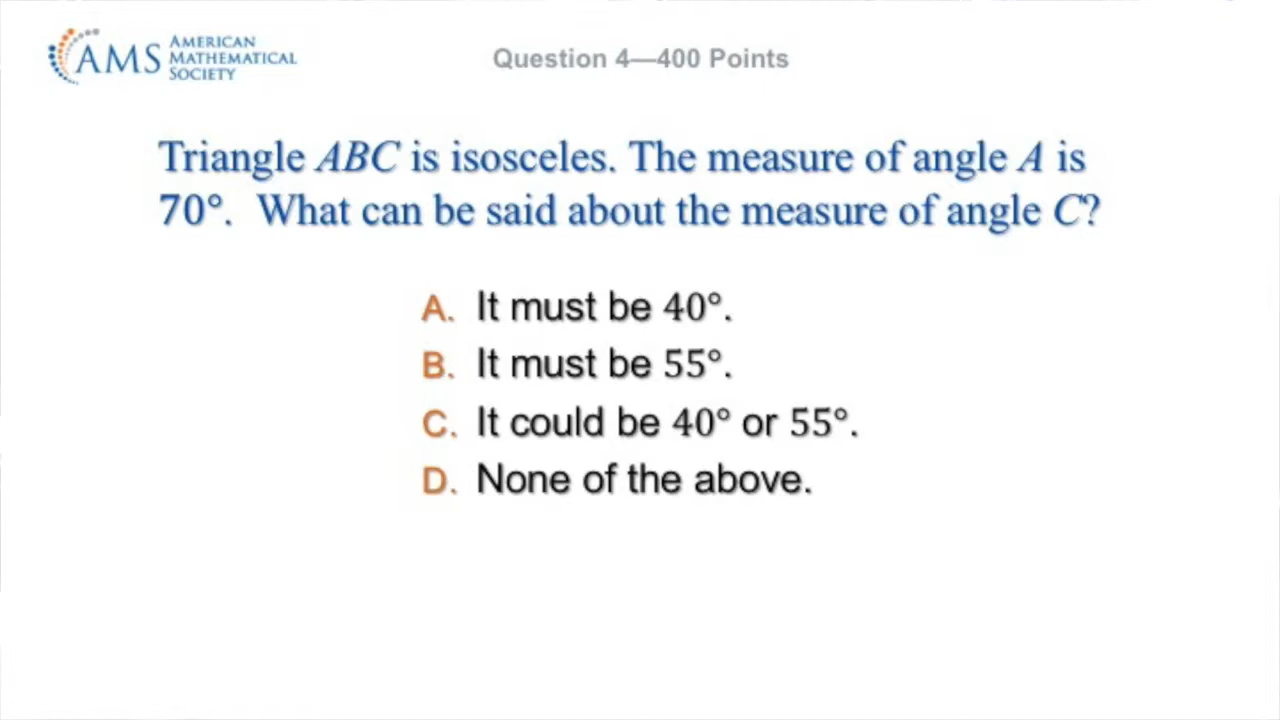 AMS AMERICAN
MATHEMATICAL
SOCIETY
Question 4—400 Points
Triangle ABC is isosceles. The measure of angle A is
70°. What can be said about the measure of angle C?
A. It must be 40°.
B. It must be 55°.
C. It could be 40° or 55°.
D. None of the above.